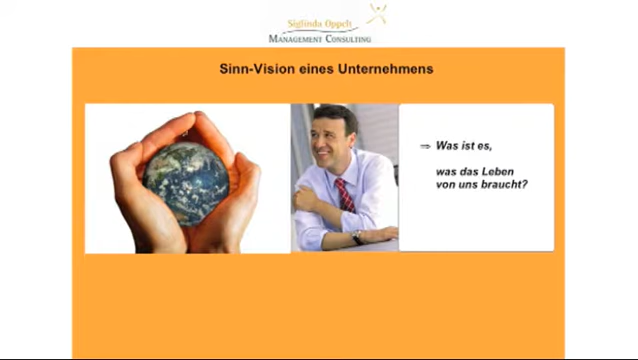 Siglinda Oppelt
MANAGEMENT CONSULTING
Sinn-Vision eines Unternehmens
⇒ Was ist es,
was das Leben
von uns braucht?